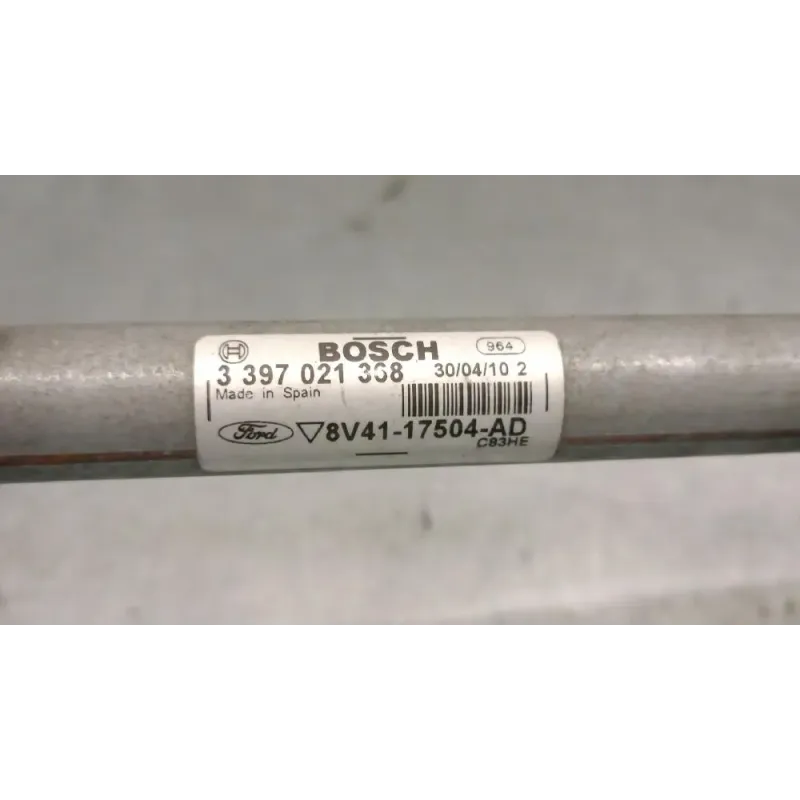 BOSCH 964
3 397 021 368 30/04/10 2
Made in Spain
Ford 8V41-17504-AD
C83HE